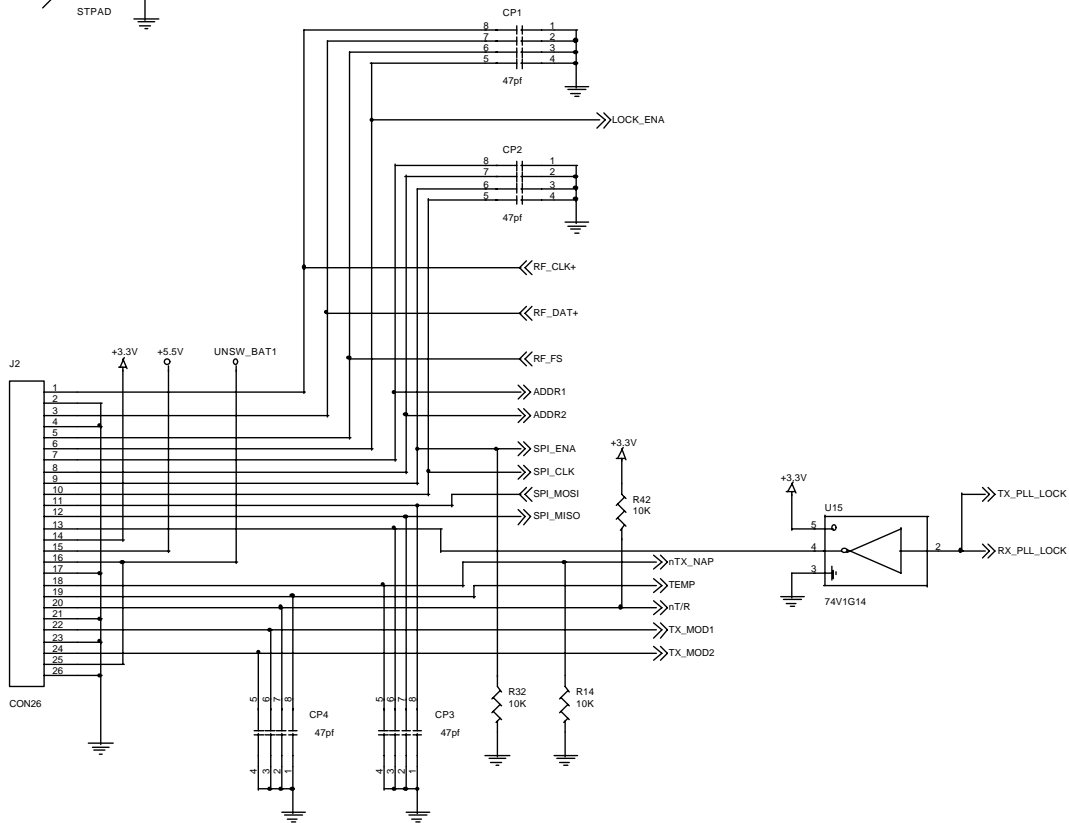 STPAD
CP1
8 1
7 2
6 3
5 4
47pf
LOCK_ENA
CP2
8 1
7 2
6 3
5 4
47pf
RF_CLK+
RF_DAT+
RF_FS
+3.3V +5.5V UNSW_BAT1
J2
1
2
3
4
5
6
7
8
9
10
11
12
13
14
15
16
17
18
19
20
21
22
23
24
25
26
CON26
ADDR1
ADDR2
SPI_ENA
SPI_CLK
SPI_MOSI
SPI_MISO
+3.3V
R42
10K
nTX_NAP
TEMP
nT/R
TX_MOD1
TX_MOD2
+3.3V
U15
5
4 2
3
74V1G14
TX_PLL_LOCK
RX_PLL_LOCK
5 6 7 8
CP4
47pf
4 3 2 1
5 6 7 8
CP3
47pf
4 3 2 1
R32
10K
R14
10K